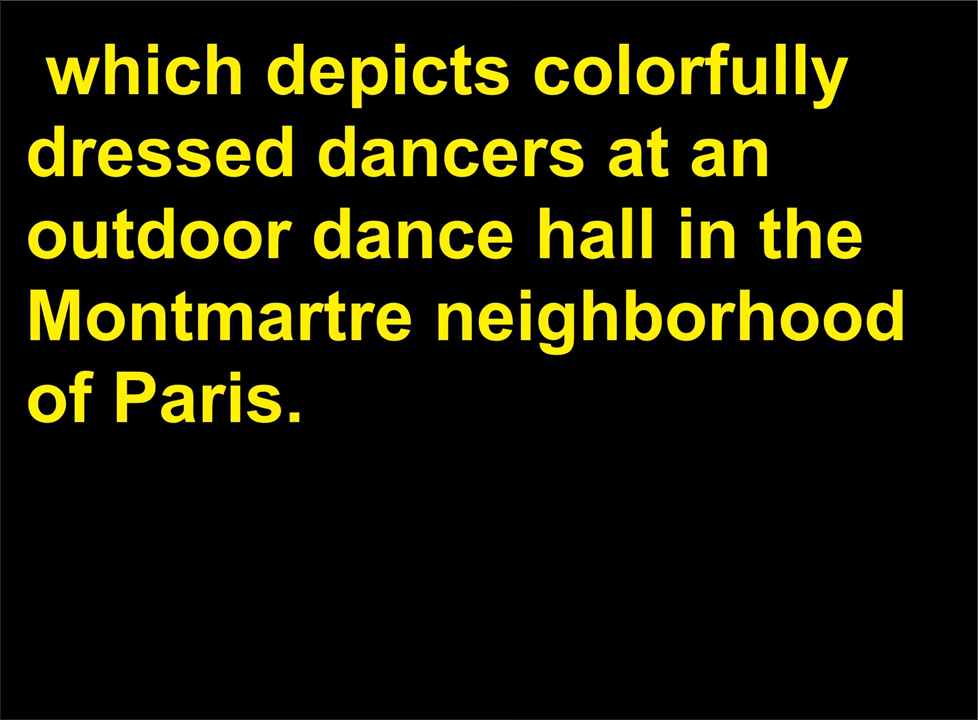 which depicts colorfully
dressed dancers at an
outdoor dance hall in the
Montmartre neighborhood
of Paris.